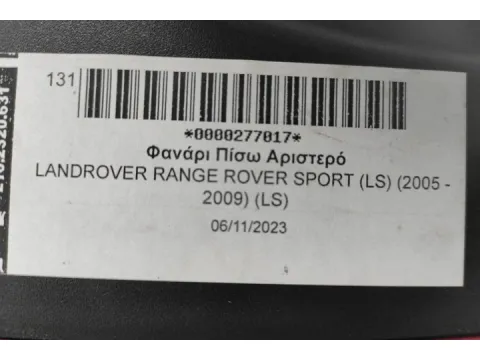 131
*0000277017*
Φανάρι Πίσω Αριστερό
LANDROVER RANGE ROVER SPORT (LS) (2005 -
2009) (LS)
06/11/2023